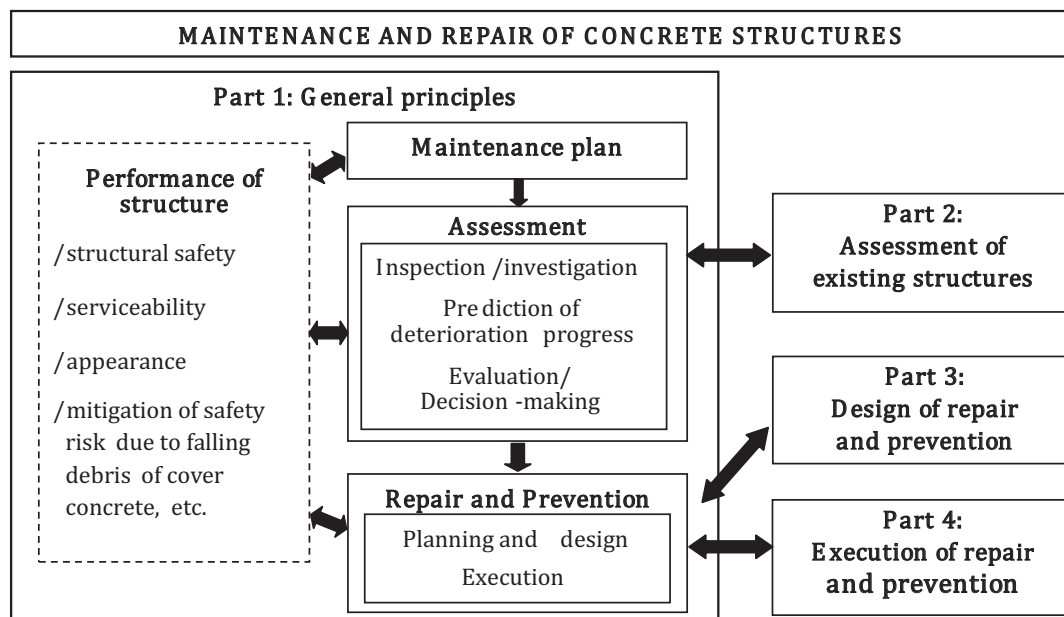 MAINTENANCE AND REPAIR OF CONCRETE STRUCTURES
Part 1: General principles
Performance of
structure
/structural safety
/serviceability
/appearance
/mitigation of safety
risk due to falling
debris of cover
concrete, etc.
Maintenance plan
Assessment
Inspection /investigation
Prediction of
deterioration progress
Evaluation/
Decision -making
Repair and Prevention
Planning and design
Execution
Part 2:
Assessment of
existing structures
Part 3:
Design of repair
and prevention
Part 4:
Execution of repair
and prevention